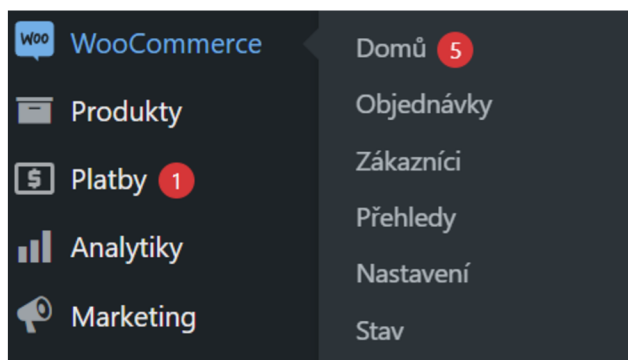 WOO WooCommerce
Produkty
$ Platby 1
Analytiky
Marketing
Domů 5
Objednávky
Zákazníci
Přehledy
Nastavení
Stav